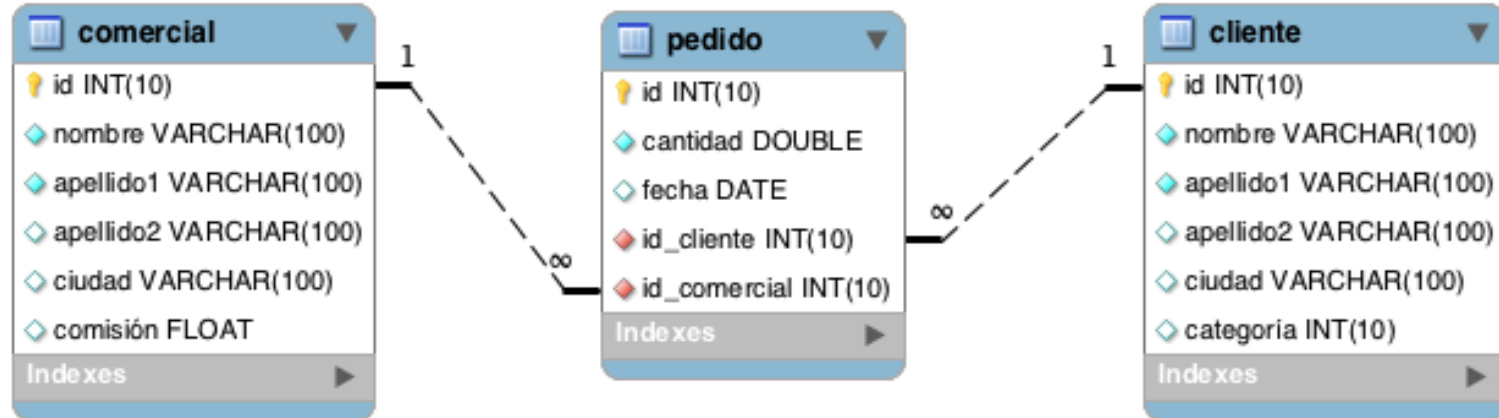 comercial
id INT(10)
nombre VARCHAR(100)
apellido1 VARCHAR(100)
apellido2 VARCHAR(100)
ciudad VARCHAR(100)
comisión FLOAT
Indexes
1
∞
pedido
id INT(10)
cantidad DOUBLE
fecha DATE
id_cliente INT(10)
id_comercial INT(10)
Indexes
1
∞
cliente
id INT(10)
nombre VARCHAR(100)
apellido1 VARCHAR(100)
apellido2 VARCHAR(100)
ciudad VARCHAR(100)
categoría INT(10)
Indexes